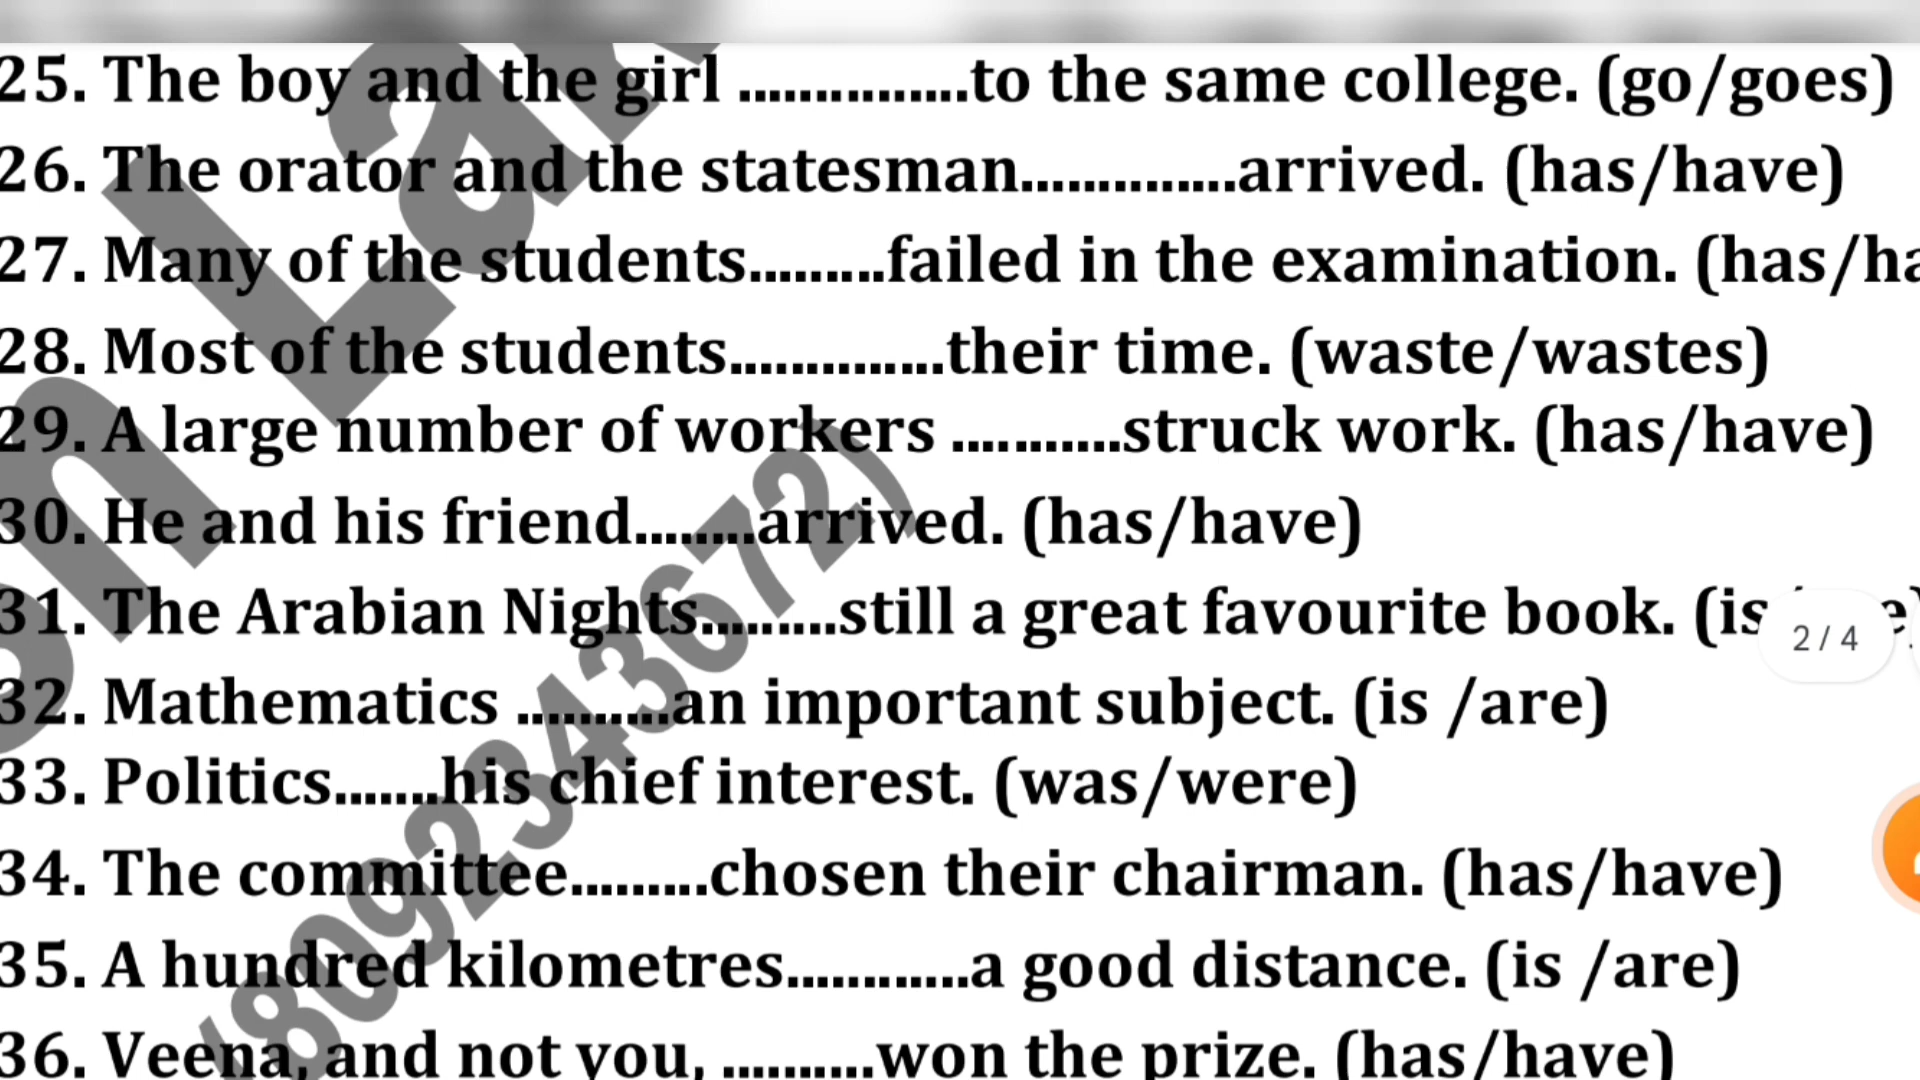 25. The boy and the girl ...............to the same college. (go/goes)
26. The orator and the statesman..............arrived. (has/have)
27. Many of the students.........failed in the examination. (has/ha
28. Most of the students..............their time. (waste/wastes)
29. A large number of workers ...........struck work. (has/have)
30. He and his friend........arrived. (has/have)
31. The Arabian Nights.........still a great favourite book. (is
2 / 4
32. Mathematics ..........an important subject. (is /are)
33. Politics.......his chief interest. (was/were)
34. The committee.........chosen their chairman. (has/have)
35. A hundred kilometres............a good distance. (is /are)
36. Veena, and not you, ..........won the prize. (has/have)
(8092343672)